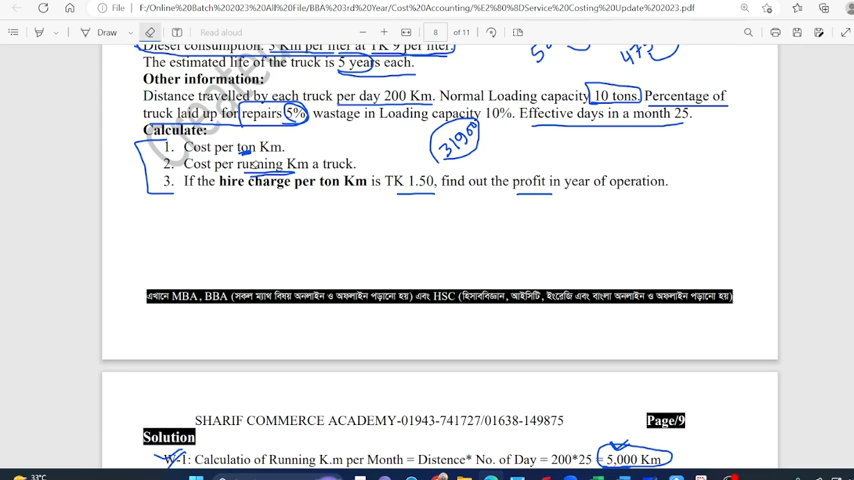 File
F:/Online%20Batch%202023%20All%20File/BBA%203rd%20Year/Cost%20Accounting/%E2%80%8DService%20Costing%20Update%202023.pdf
Draw
8 of 11
Diesel consumption: 3 Km per liter at TK 9 per liter.
The estimated life of the truck is 5 years each.
Other information:
Distance travelled by each truck per day 200 Km. Normal Loading capacity 10 tons. Percentage of
truck laid up for repairs 5% wastage in Loading capacity 10%. Effective days in a month 25.
Calculate:
31900
1. Cost per ton Km.
2. Cost per running Km a truck.
3. If the hire charge per ton Km is TK 1.50, find out the profit in year of operation.
এখানে MBA, BBA (সকল ম্যাথ বিষয় অনলাইন ও অফলাইন পড়ানো হয়) এবং HSC (হিসাববিজ্ঞান, আইসিটি, ইংরেজি এবং বাংলা অনলাইন ও অফলাইন পড়ানো হয়)
SHARIF COMMERCE ACADEMY-01943-741727/01638-149875 Page/9
Solution
W-1: Calculatio of Running K.m per Month = Distence* No. of Day = 200*25 = 5,000 Km
33°C